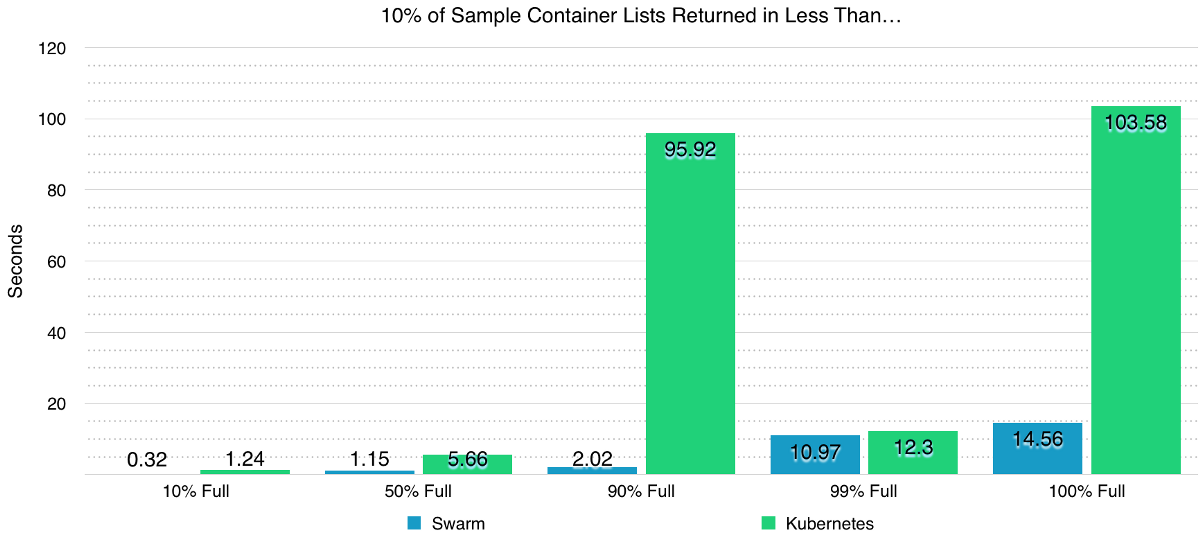 10% of Sample Container Lists Returned in Less Than…
120
100
80
60
40
20
Seconds
0.32 1.24 1.15 5.66 2.02 95.92 10.97 12.3 14.56 103.58
10% Full 50% Full 90% Full 99% Full 100% Full
Swarm Kubernetes